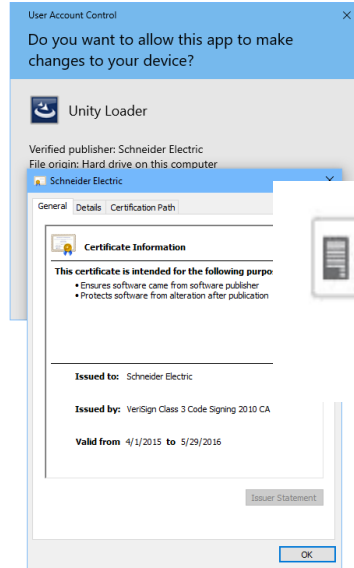 User Account Control
Do you want to allow this app to make
changes to your device?
Unity Loader
Verified publisher: Schneider Electric
File origin: Hard drive on this computer
Schneider Electric
General Details Certification Path
Certificate Information
This certificate is intended for the following
• Ensures software came from software publisher
• Protects software from alteration after publication
Issued to: Schneider Electric
Issued by: VeriSign Class 3 Code Signing 2010 CA
Valid from 4/1/2015 to 5/29/2016
Issuer Statement
OK